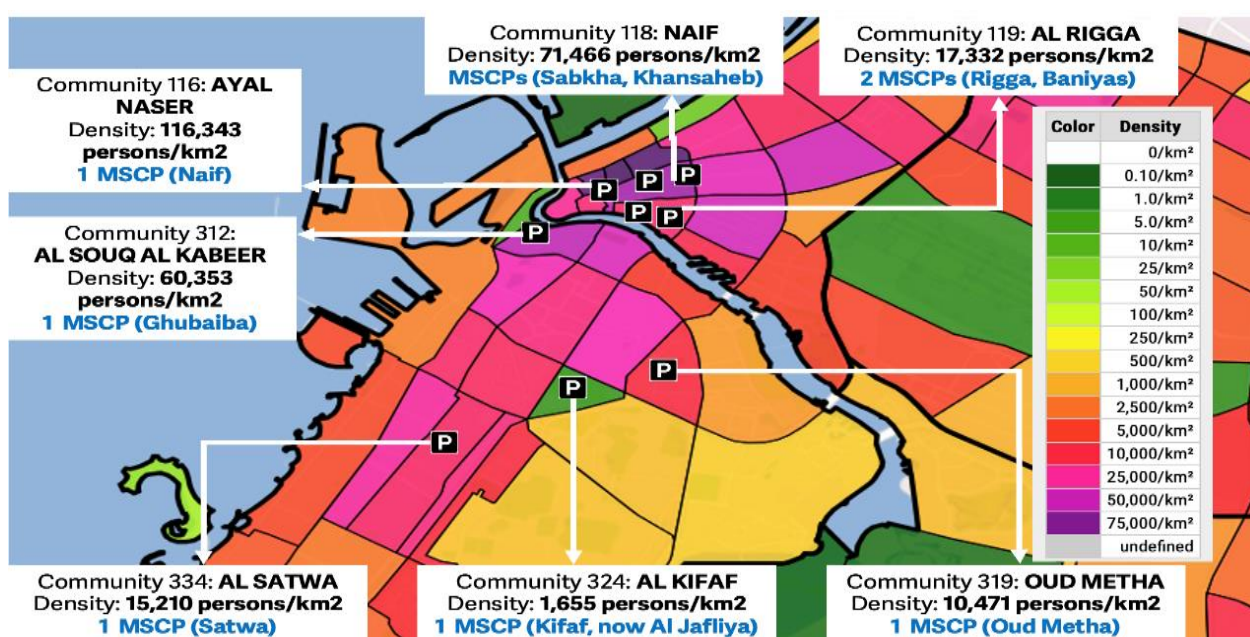 Community 118: NAIF
Density: 71,466 persons/km2
MSCPs (Sabkha, Khansaheb)
Community 119: AL RIGGA
Density: 17,332 persons/km2
2 MSCPs (Rigga, Baniyas)
Community 116: AYAL
NASER
Density: 116,343
persons/km2
1 MSCP (Naif)
Community 312:
AL SOUQ AL KABEER
Density: 60,353
persons/km2
1 MSCP (Ghubaiba)
P
P
P
P
P
P
P
P
P
Color Density
0/km²
0.10/km²
1.0/km²
5.0/km²
10/km²
25/km²
50/km²
100/km²
250/km²
500/km²
1,000/km²
2,500/km²
5,000/km²
10,000/km²
25,000/km²
50,000/km²
75,000/km²
undefined
Community 334: AL SATWA
Density: 15,210 persons/km2
1 MSCP (Satwa)
Community 324: AL KIFAF
Density: 1,655 persons/km2
1 MSCP (Kifaf, now Al Jafliya)
Community 319: OUD METHA
Density: 10,471 persons/km2
1 MSCP (Oud Metha)